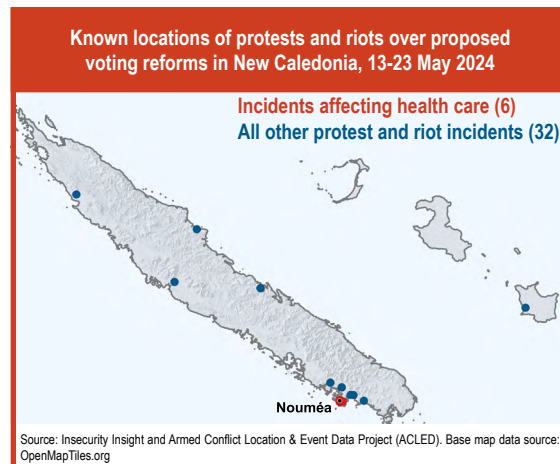 Known locations of protests and riots over proposed
voting reforms in New Caledonia, 13-23 May 2024
Incidents affecting health care (6)
All other protest and riot incidents (32)
Nouméa
Source: Insecurity Insight and Armed Conflict Location & Event Data Project (ACLED). Base map data source:
OpenMapTiles.org